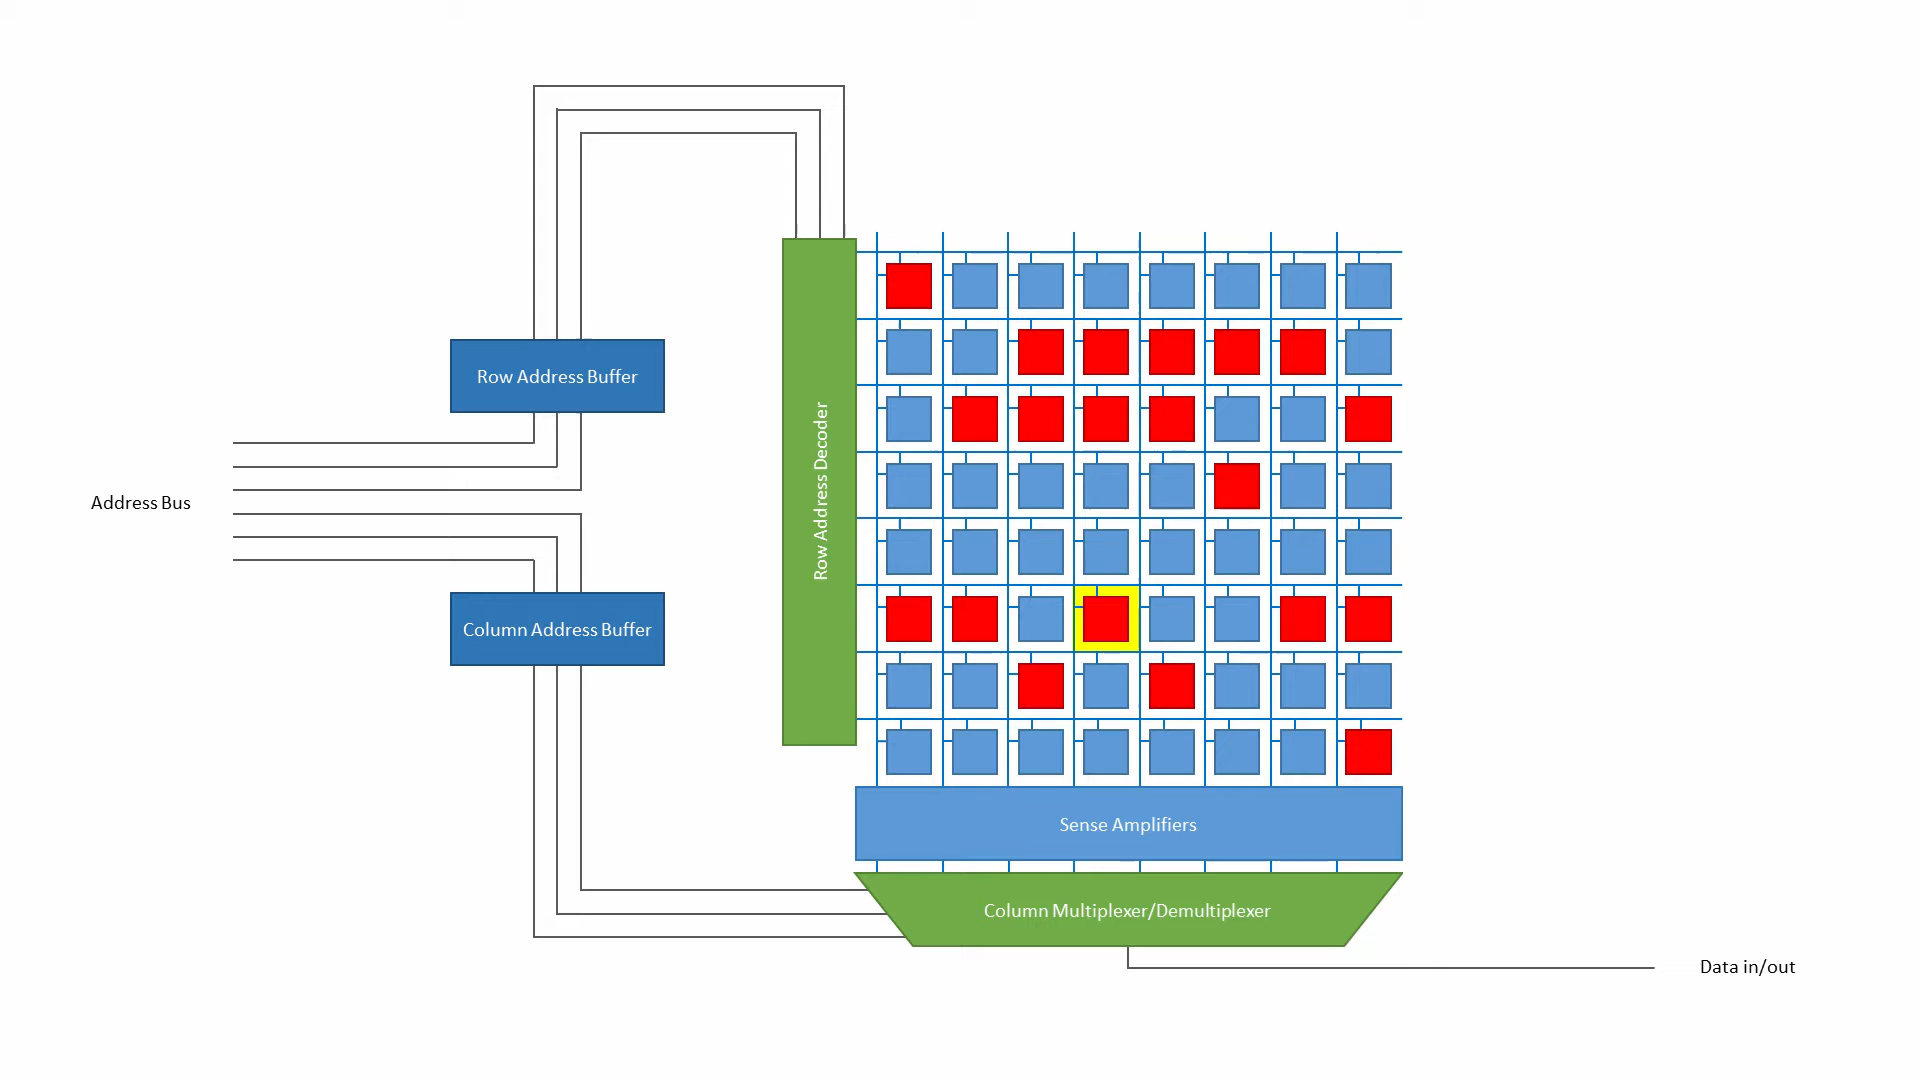 Row Address Buffer
Address Bus
Column Address Buffer
Row Address Decoder
Sense Amplifiers
Column Multiplexer/Demultiplexer
Data in/out